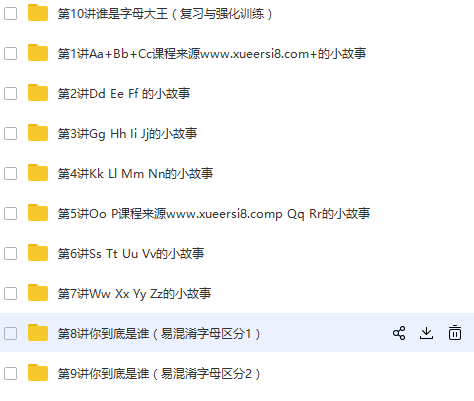 第10讲谁是字母大王（复习与强化训练）
第1讲Aa+Bb+Cc课程来源www.xueersi8.com+的小故事
第2讲Dd Ee Ff 的小故事
第3讲Gg Hh Ii Jj的小故事
第4讲Kk Ll Mm Nn的小故事
第5讲Oo P课程来源www.xueersi8.comp Qq Rr的小故事
第6讲Ss Tt Uu Vv的小故事
第7讲Ww Xx Yy Zz的小故事
第8讲你到底是谁（易混淆字母区分1）
第9讲你到底是谁（易混淆字母区分2）